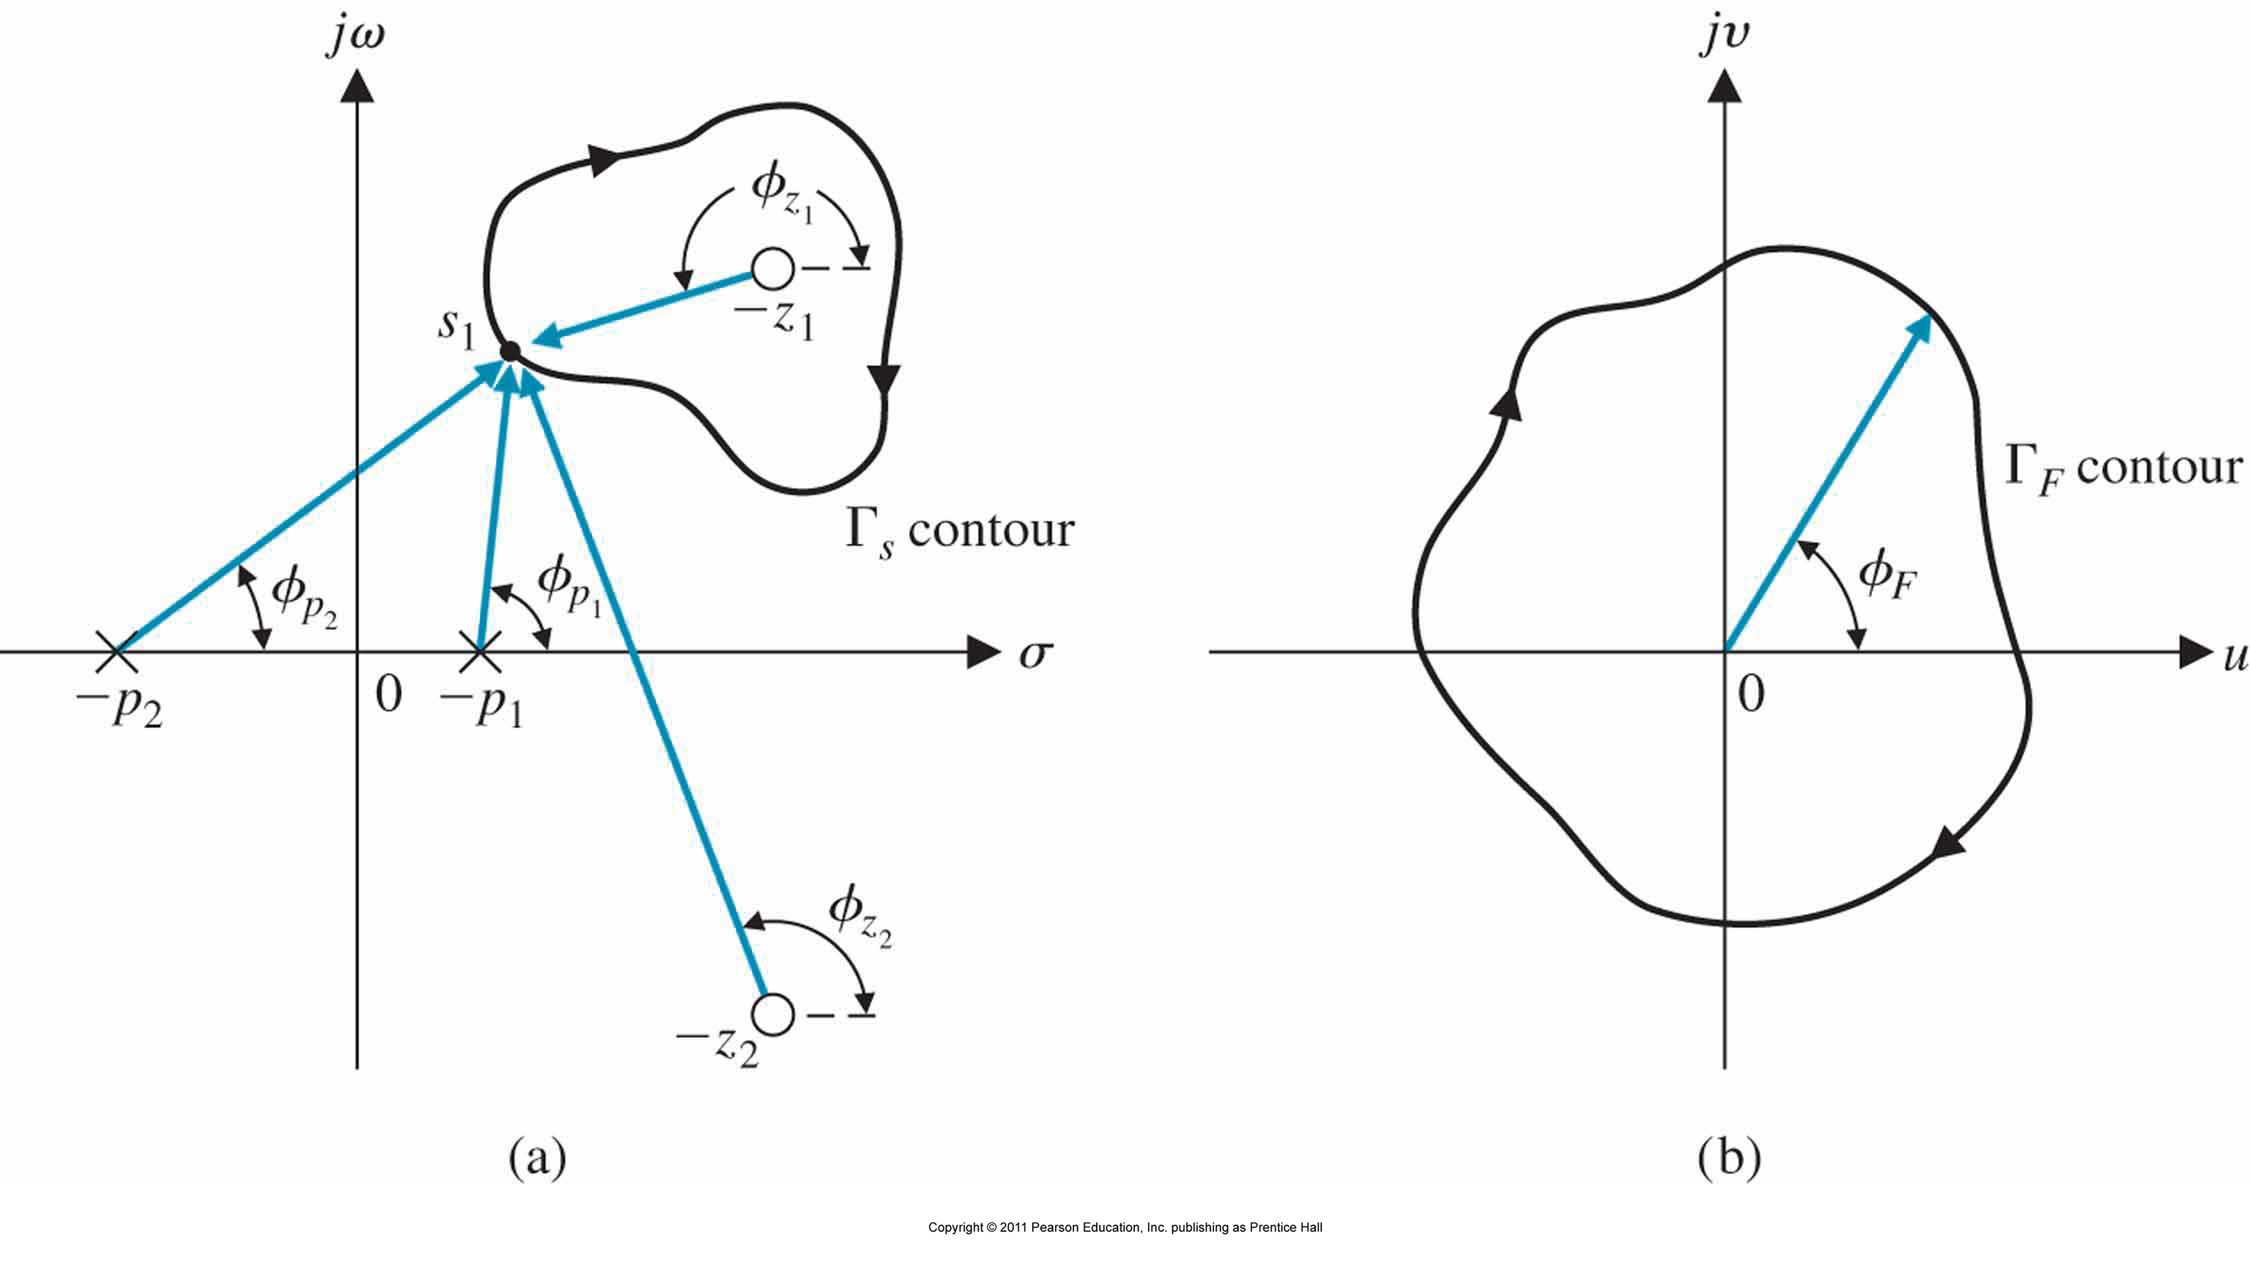 jω
ϕz1
−z1
s1
Γs contour
ϕp2
ϕp1
σ
−p2
0
−p1
ϕz2
−z2
(a)
jv
ΓF contour
ϕF
u
0
(b)
Copyright © 2011 Pearson Education, Inc. publishing as Prentice Hall